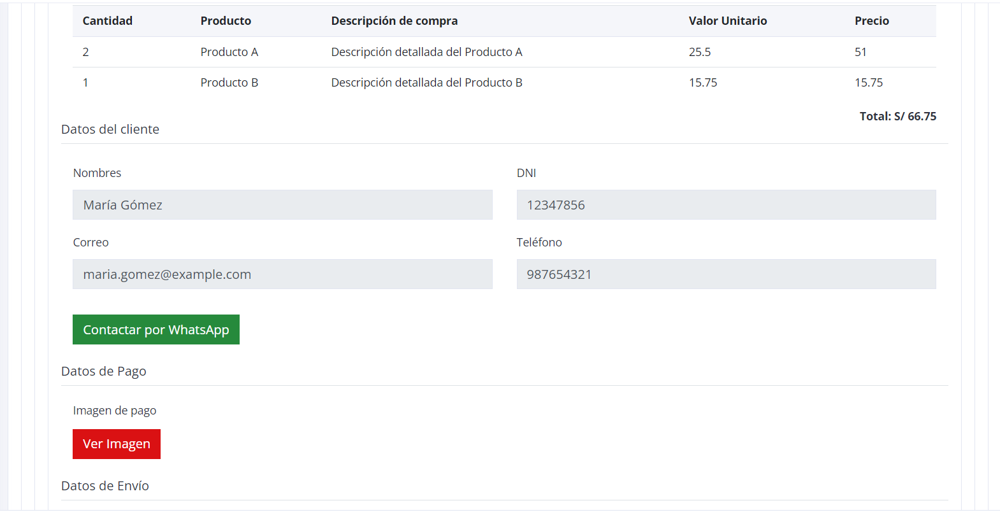 Cantidad Producto Descripción de compra Valor Unitario Precio
2 Producto A Descripción detallada del Producto A 25.5 51
1 Producto B Descripción detallada del Producto B 15.75 15.75
Total: S/ 66.75
Datos del cliente
Nombres DNI
María Gómez 12347856
Correo Teléfono
maria.gomez@example.com 987654321
Contactar por WhatsApp
Datos de Pago
Imagen de pago
Ver Imagen
Datos de Envío